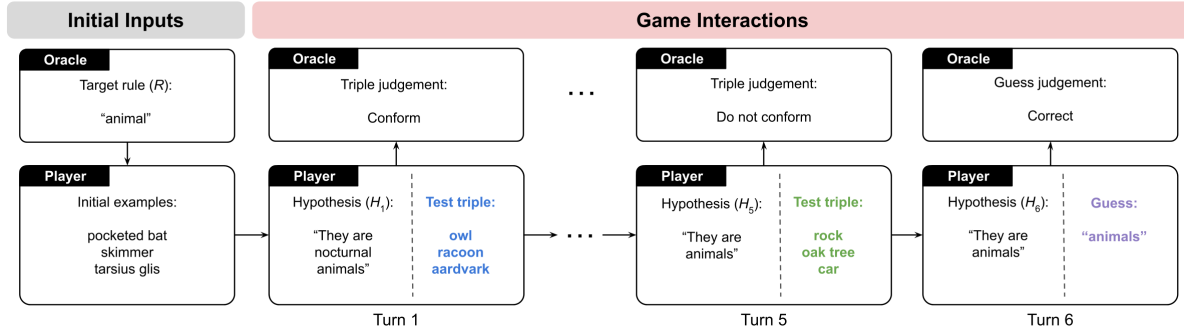 Initial Inputs
Game Interactions
Oracle
Target rule (R):
“animal”
Player
Initial examples:
pocketed bat
skimmer
tarsius glis
Oracle
Triple judgement:
Conform
Player
Hypothesis (H1):
“They are
nocturnal
animals”
Test triple:
owl
racoon
aardvark
Turn 1
...
...
Oracle
Triple judgement:
Do not conform
Player
Hypothesis (H5):
“They are
animals”
Test triple:
rock
oak tree
car
Turn 5
Oracle
Guess judgement:
Correct
Player
Hypothesis (H6):
“They are
animals”
Guess:
“animals”
Turn 6